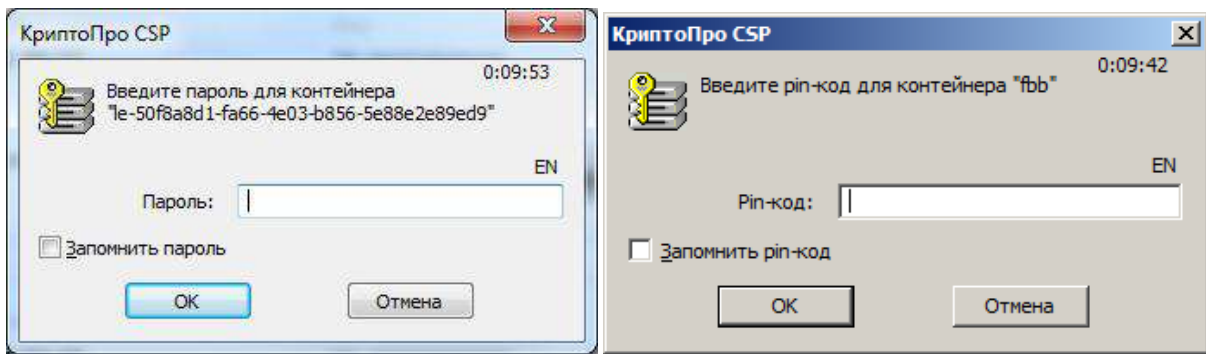 КриптоПро CSP
0:09:53
Введите пароль для контейнера
"le-50f8a8d1-fa66-4e03-b856-5e88e2e89ed9"
EN
Пароль:
Запомнить пароль
OK
Отмена
КриптоПро CSP
0:09:42
Введите pin-код для контейнера "fbb"
EN
Pin-код:
Запомнить pin-код
OK
Отмена